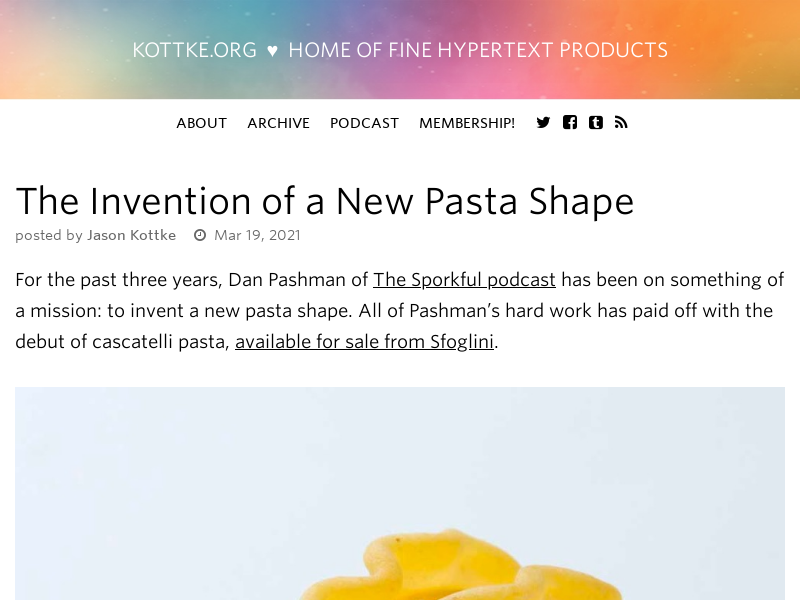 KOTTKE.ORG ♥ HOME OF FINE HYPERTEXT PRODUCTS
ABOUT ARCHIVE PODCAST MEMBERSHIP!
The Invention of a New Pasta Shape
posted by Jason Kottke Mar 19, 2021
For the past three years, Dan Pashman of The Sporkful podcast has been on something of
a mission: to invent a new pasta shape. All of Pashman’s hard work has paid off with the
debut of cascatelli pasta, available for sale from Sfoglini.